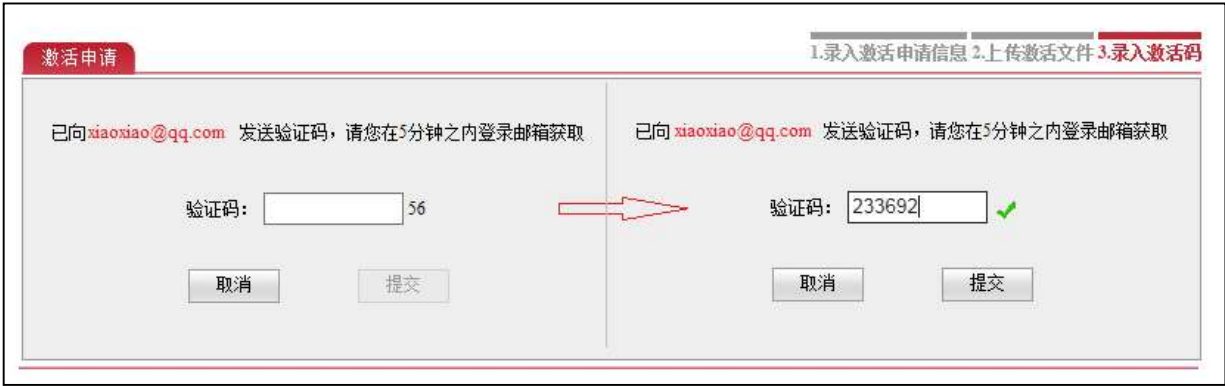 激活申请
1.录入激活申请信息 2.上传激活文件 3.录入激活码
已向xiaoxiao@qq.com 发送验证码，请您在5分钟之内登录邮箱获取
验证码： 56
取消 提交
已向 xiaoxiao@qq.com 发送验证码，请您在5分钟之内登录邮箱获取
验证码： 233692
取消 提交